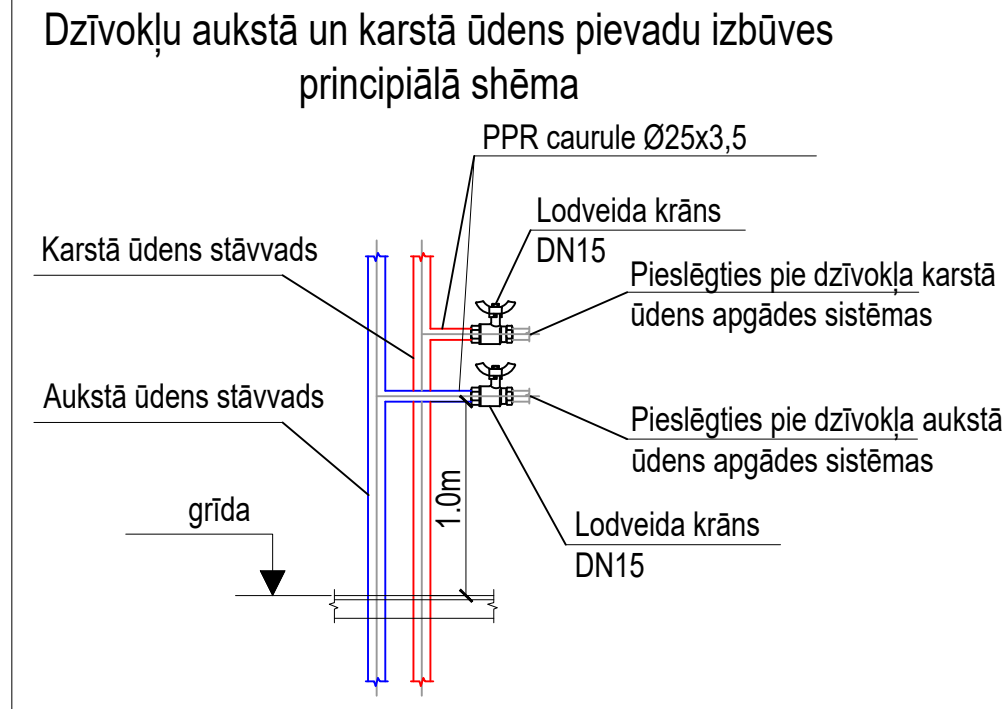 Dzīvokļu aukstā un karstā ūdens pievadu izbūves
principiālā shēma
PPR caurule Ø25x3,5
Lodveida krāns
DN15
Karstā ūdens stāvvads
Pieslēgties pie dzīvokļa karstā
ūdens apgādes sistēmas
Aukstā ūdens stāvvads
Pieslēgties pie dzīvokļa aukstā
ūdens apgādes sistēmas
1.0m
grīda
Lodveida krāns
DN15